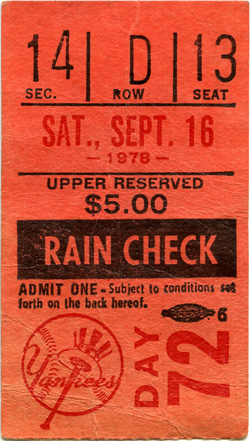 14 D 13
SEC. ROW SEAT
SAT., SEPT. 16
- 1978 -
UPPER RESERVED
$5.00
RAIN CHECK
ADMIT ONE - Subject to conditions set
forth on the back hereof.
6
Yankees
DAY
72